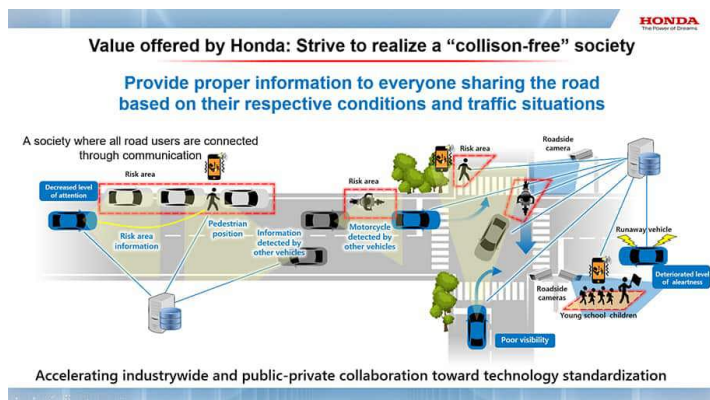 HONDA
The Power of Dreams
Value offered by Honda: Strive to realize a “collison-free” society
Provide proper information to everyone sharing the road
based on their respective conditions and traffic situations
A society where all road users are connected
through communication
Risk area
Decreased level
of attention
Risk area
information
Pedestrian
position
Information
detected by
other vehicles
Risk area
Motorcycle
detected by
other vehicles
Risk area
Roadside
camera
Runaway vehicle
Roadside
cameras
Deteriorated level
of aleartness
Young school children
Poor visibility
Accelerating industrywide and public-private collaboration toward technology standardization